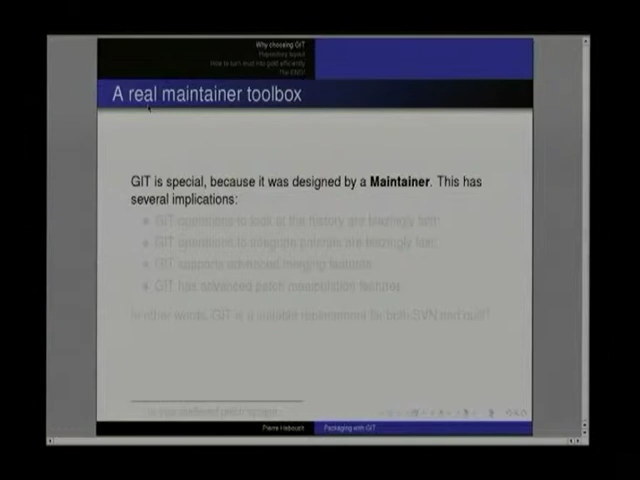 Why choosing GIT
Repository layout
How to turn mud into gold efficiently
The END!
A real maintainer toolbox
GIT is special, because it was designed by a Maintainer. This has
several implications:
GIT operations to look at the history are blazingly fast;
GIT operations to integrate patches are blazingly fast;
GIT supports advanced merging features
GIT has advanced patch manipulation features
In other words, GIT is a suitable replacement for both SVN and quilt
Pierre Habouzit
Packaging with GIT